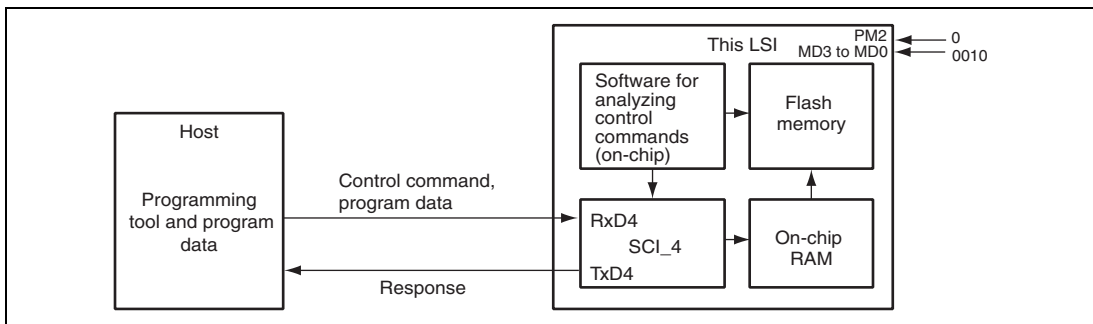 Host
Programming
tool and program
data
Control command,
program data
Response
This LSI
PM2
0
MD3 to MD0
0010
Software for
analyzing
control
commands
(on-chip)
Flash
memory
RxD4
SCI_4
TxD4
On-chip
RAM